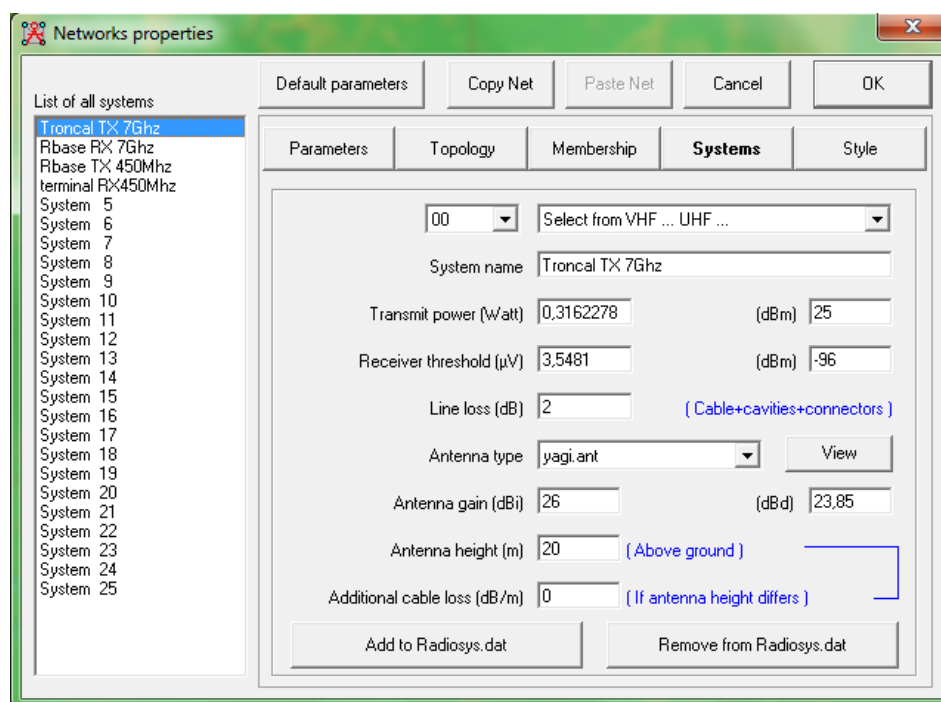 Networks properties
X
Default parameters Copy Net Paste Net Cancel OK
List of all systems
Troncal TX 7Ghz
Rbase RX 7Ghz
Rbase TX 450Mhz
terminal RX450Mhz
System 5
System 6
System 7
System 8
System 9
System 10
System 11
System 12
System 13
System 14
System 15
System 16
System 17
System 18
System 19
System 20
System 21
System 22
System 23
System 24
System 25
Parameters Topology Membership Systems Style
00 Select from VHF ... UHF ...
System name Troncal TX 7Ghz
Transmit power (Watt) 0,3162278 (dBm) 25
Receiver threshold (µV) 3,5481 (dBm) -96
Line loss (dB) 2 ( Cable+cavities+connectors )
Antenna type yagi.ant View
Antenna gain (dBi) 26 (dBd) 23,85
Antenna height (m) 20 ( Above ground )
Additional cable loss (dB/m) 0 ( If antenna height differs )
Add to Radiosys.dat Remove from Radiosys.dat